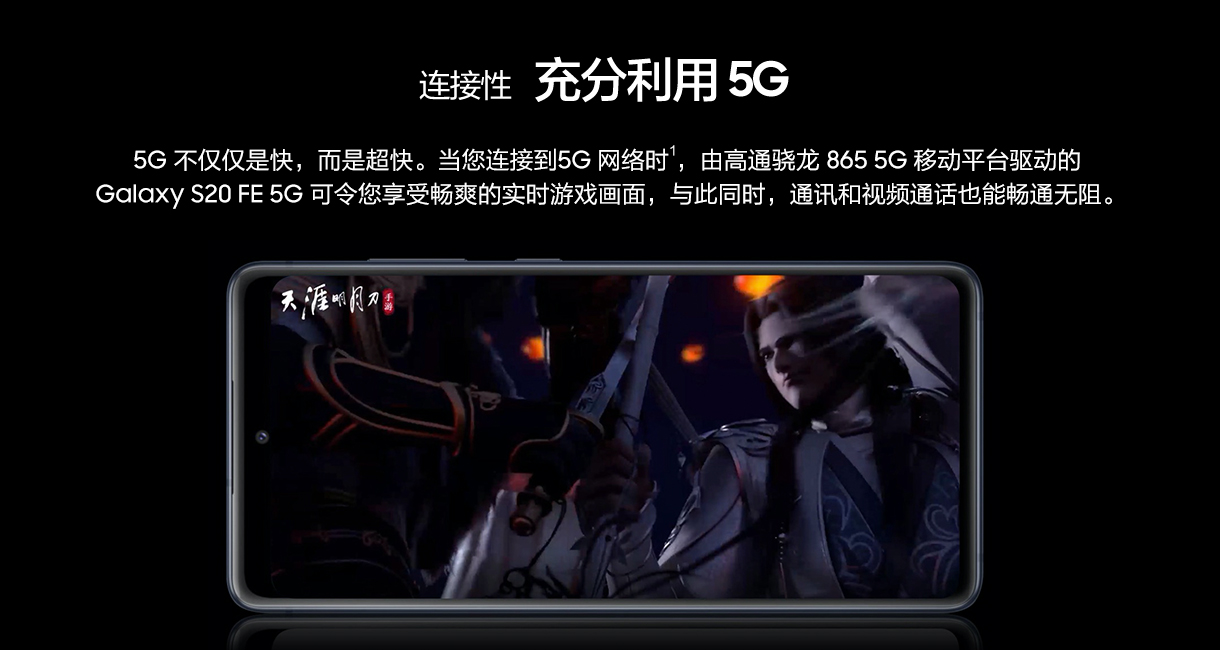 连接性 充分利用 5G
5G 不仅仅是快，而是超快。当您连接到5G 网络时1，由高通骁龙 865 5G 移动平台驱动的
Galaxy S20 FE 5G 可令您享受畅爽的实时游戏画面，与此同时，通讯和视频通话也能畅通无阻。
天涯明月刀 手游